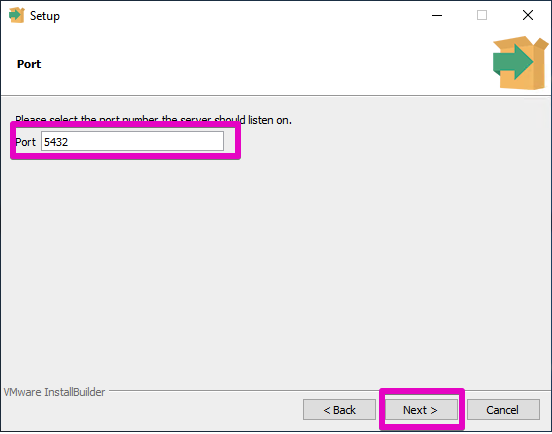 Setup
Port
Please select the port number the server should listen on.
Port 5432
VMware InstallBuilder
< Back Next > Cancel